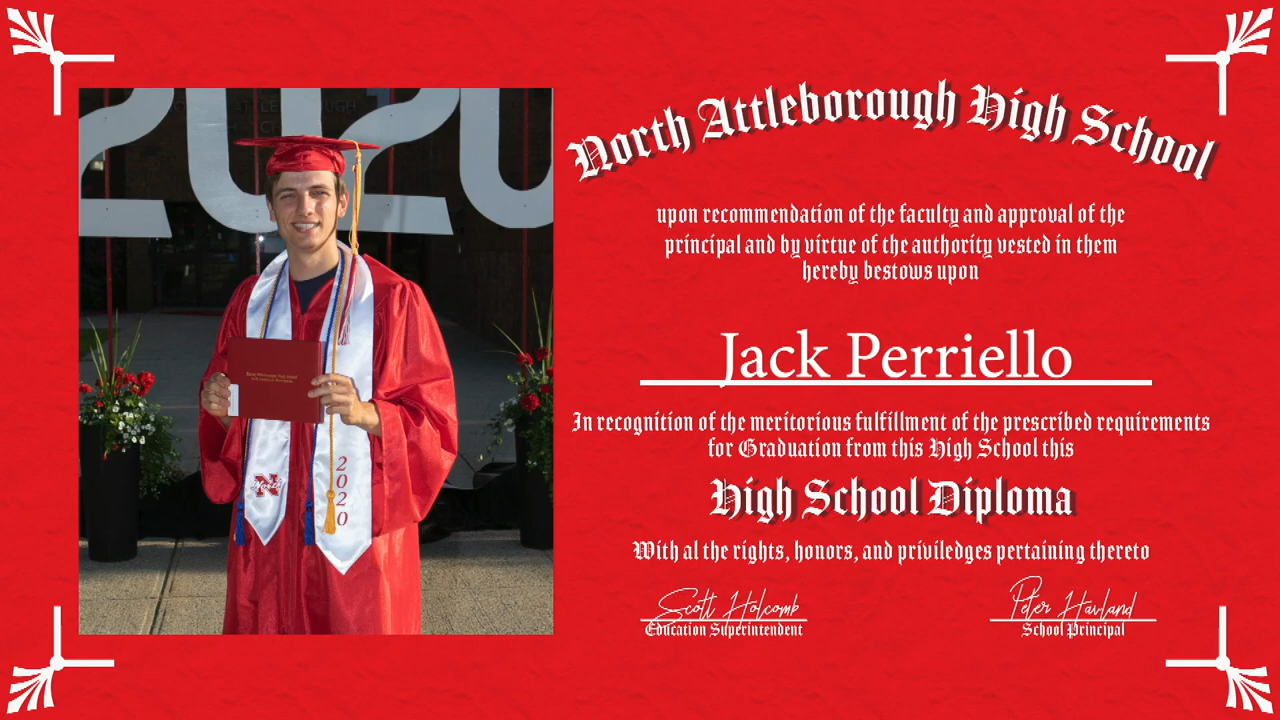 2020
North Attleborough High School
upon recommendation of the faculty and approval of the
principal and by virtue of the authority vested in them
hereby bestows upon
Jack Perriello
In recognition of the meritorious fulfillment of the prescribed requirements
for Graduation from this High School this
High School Diploma
With al the rights, honors, and priviledges pertaining thereto
Scott Holcomb
Peter Havland
Education Superintendent
School Principal
N
2020